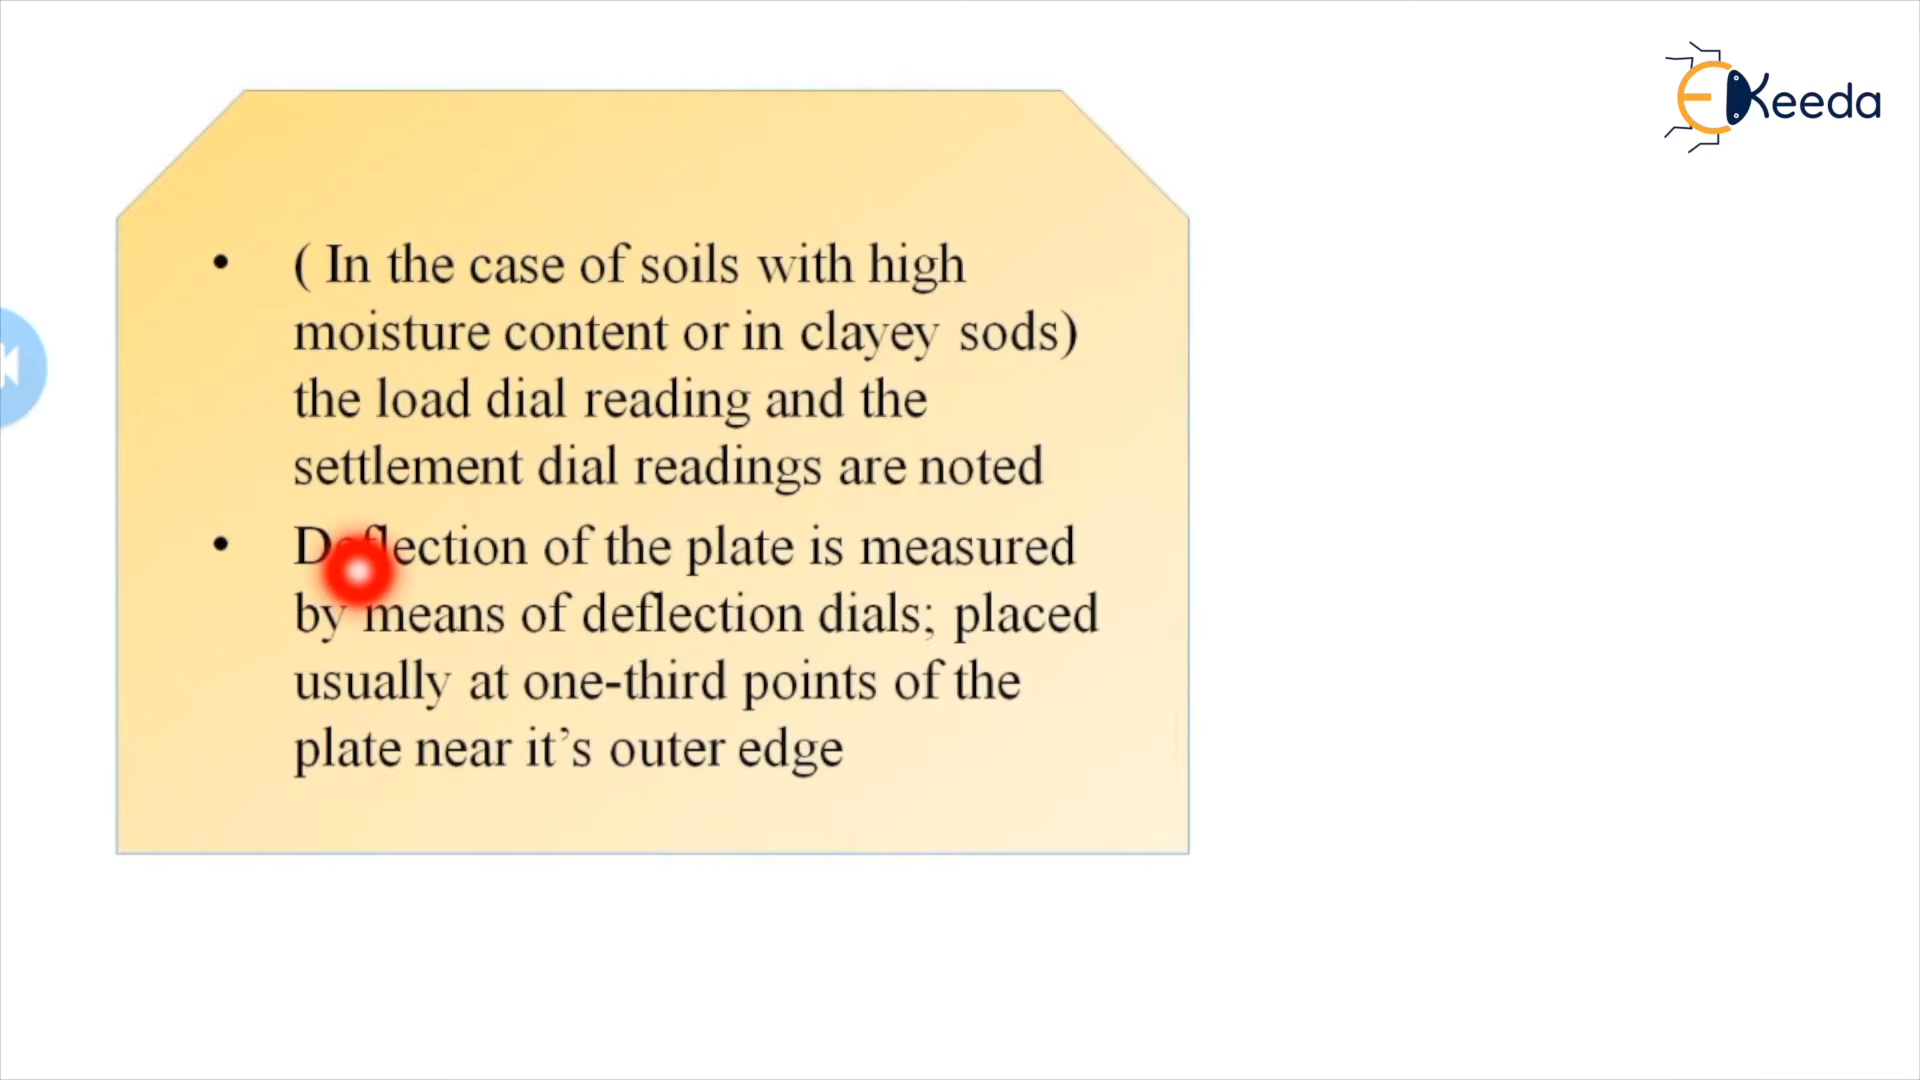 EKeeda
• ( In the case of soils with high
moisture content or in clayey sods)
the load dial reading and the
settlement dial readings are noted
• Deflection of the plate is measured
by means of deflection dials; placed
usually at one-third points of the
plate near it’s outer edge